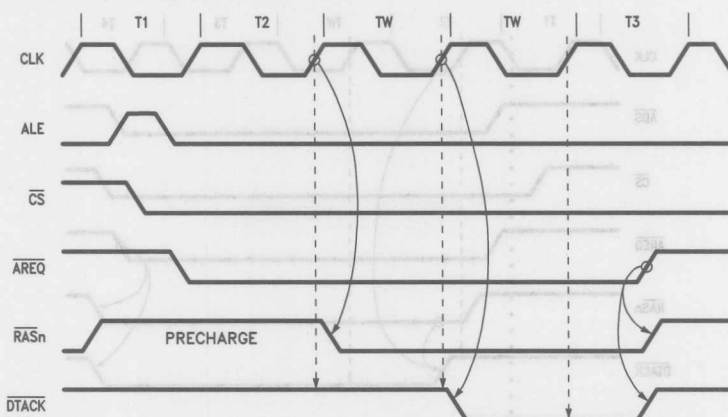 T1 T2 TW TW T3
CLK
ALE
CS
AREQ
RASn
PRECHARGE
DTACK